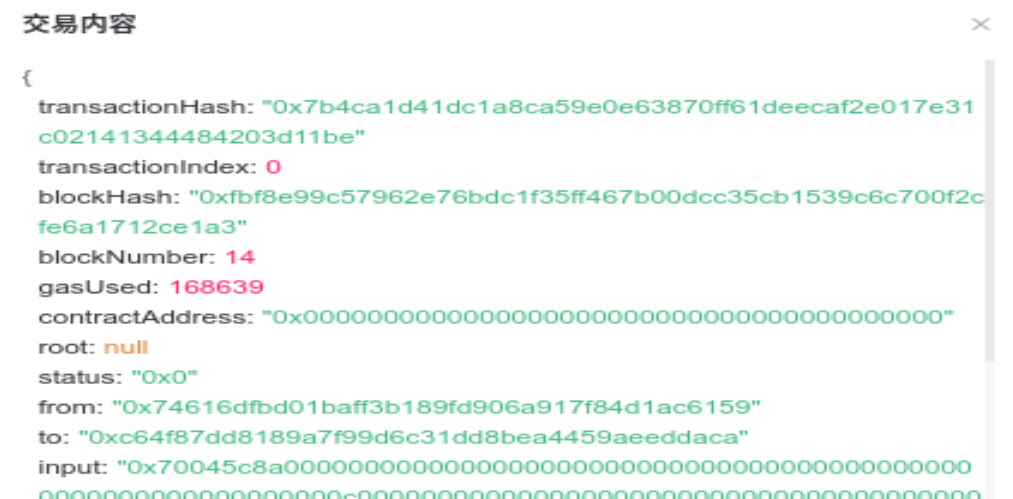 交易内容
×
{
transactionHash: "0x7b4ca1d41dc1a8ca59e0e63870ff61deecaf2e017e31
c02141344484203d11be"
transactionIndex: 0
blockHash: "0xfbf8e99c57962e76bdc1f35ff467b00dcc35cb1539c6c700f2c
fe6a1712ce1a3"
blockNumber: 14
gasUsed: 168639
contractAddress: "0x0000000000000000000000000000000000000000"
root: null
status: "0x0"
from: "0x74616dfbd01baff3b189fd906a917f84d1ac6159"
to: "0xc64f87dd8189a7f99d6c31dd8bea4459aeeddaca"
input: "0x70045c8a000000000000000000000000000000000000000000